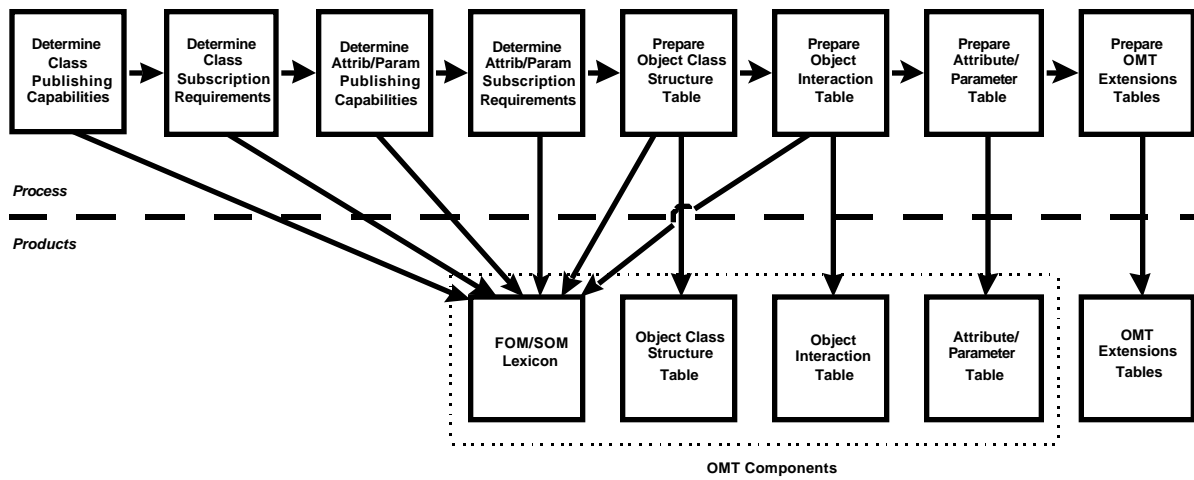 Determine
Class
Publishing
Capabilities
Determine
Class
Subscription
Requirements
Determine
Attrib/Param
Publishing
Capabilities
Determine
Attrib/Param
Subscription
Requirements
Prepare
Object Class
Structure
Table
Prepare
Object
Interaction
Table
Prepare
Attribute/
Parameter
Table
Prepare
OMT
Extensions
Tables
Process
Products
FOM/SOM
Lexicon
Object Class
Structure
Table
Object
Interaction
Table
Attribute/
Parameter
Table
OMT
Extensions
Tables
OMT Components